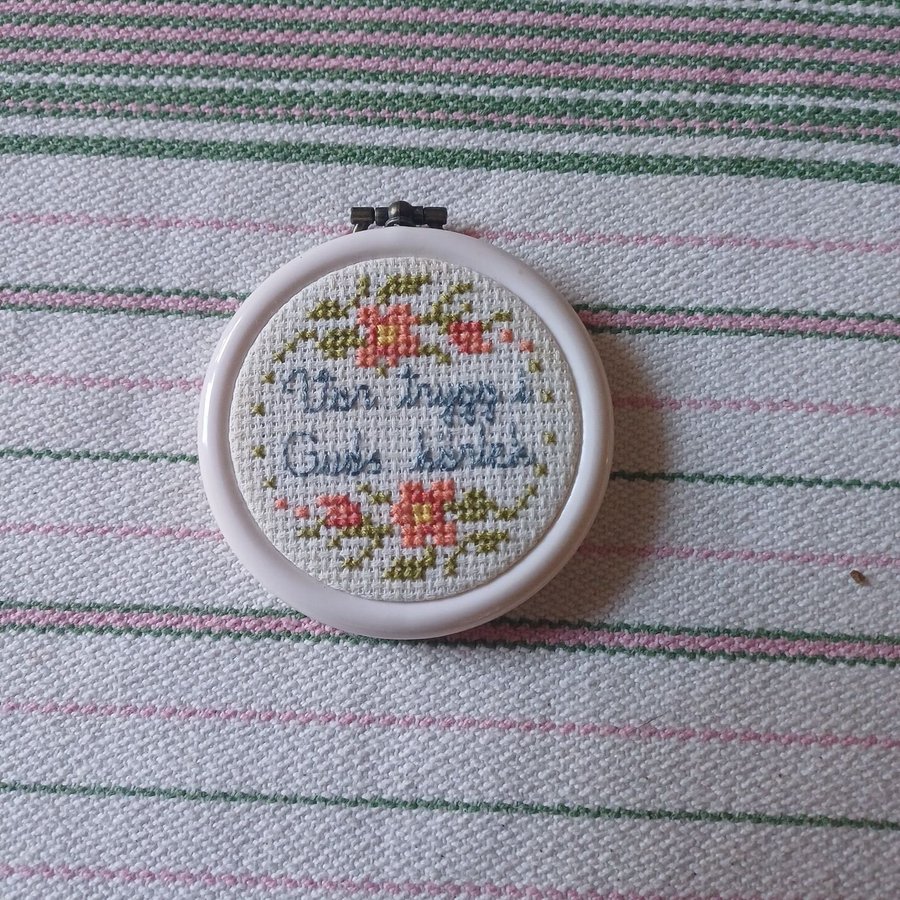 Var trygg i
Guds kärlek